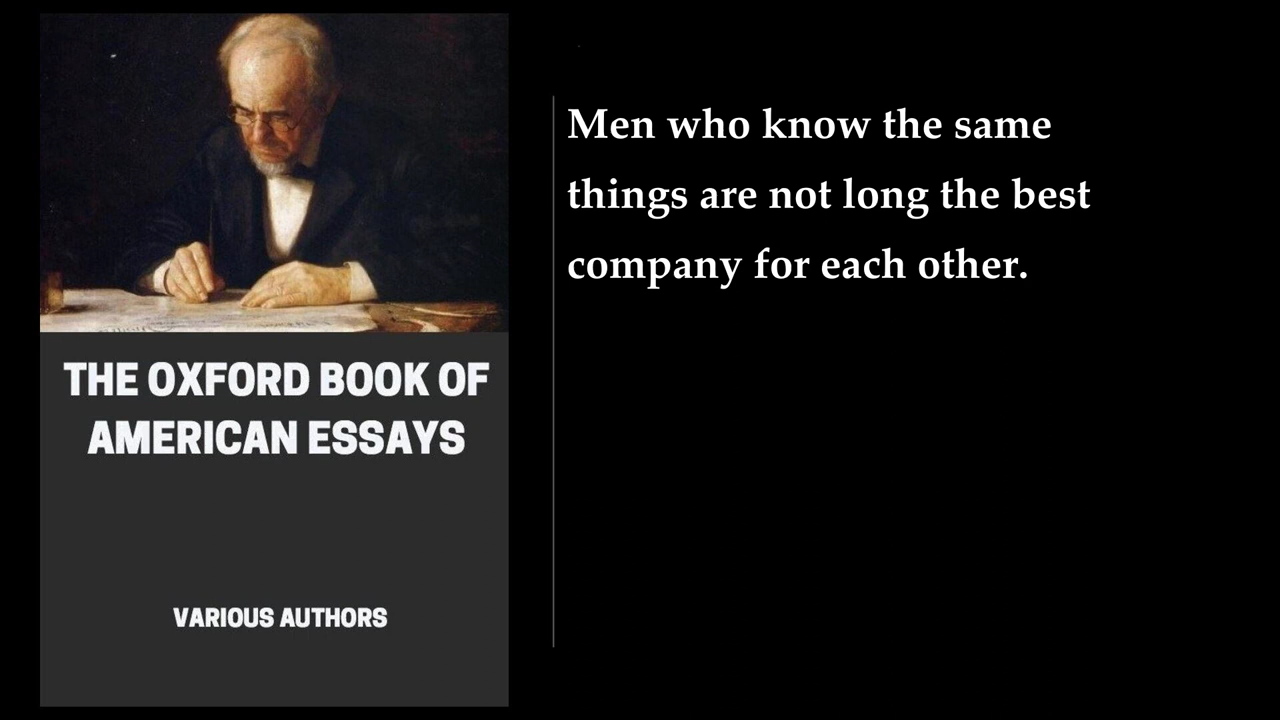 THE OXFORD BOOK OF
AMERICAN ESSAYS
VARIOUS AUTHORS
Men who know the same
things are not long the best
company for each other.